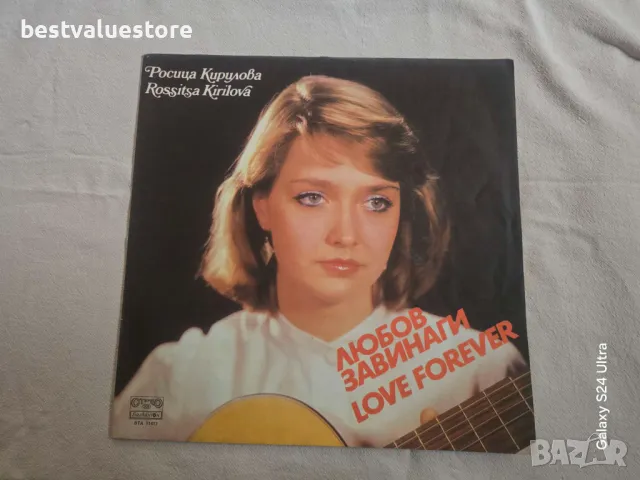 bestvaluestore
Росица Кирилова
Rossitsa Kirilova
ЛЮБОВ
ЗАВИНАГИ
LOVE FOREVER
Galaxy S24 Ultra
BAZAR